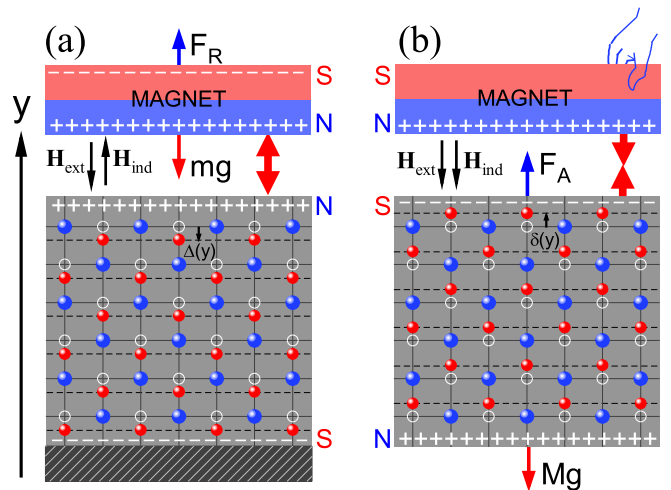 (a)
F_R
S
MAGNET
N
y
H_ext
H_ind
mg
N
Δ(y)
S
(b)
S
MAGNET
N
H_ext
H_ind
F_A
S
δ(y)
N
Mg